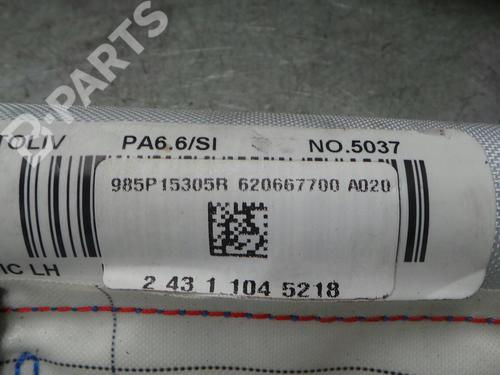 B-PARTS
TOLIV PA6.6/SI NO.5037
985P15305R 620667700 A020
IC LH
2 43 1 104 5218